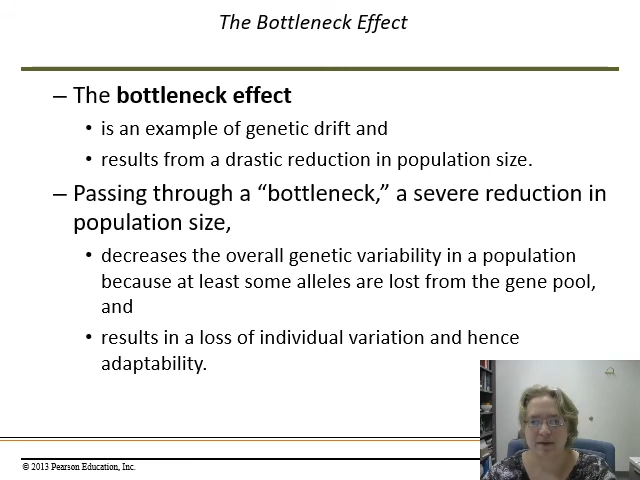 The Bottleneck Effect
– The bottleneck effect
• is an example of genetic drift and
• results from a drastic reduction in population size.
– Passing through a “bottleneck,” a severe reduction in
population size,
• decreases the overall genetic variability in a population
because at least some alleles are lost from the gene pool,
and
• results in a loss of individual variation and hence
adaptability.
© 2013 Pearson Education, Inc.